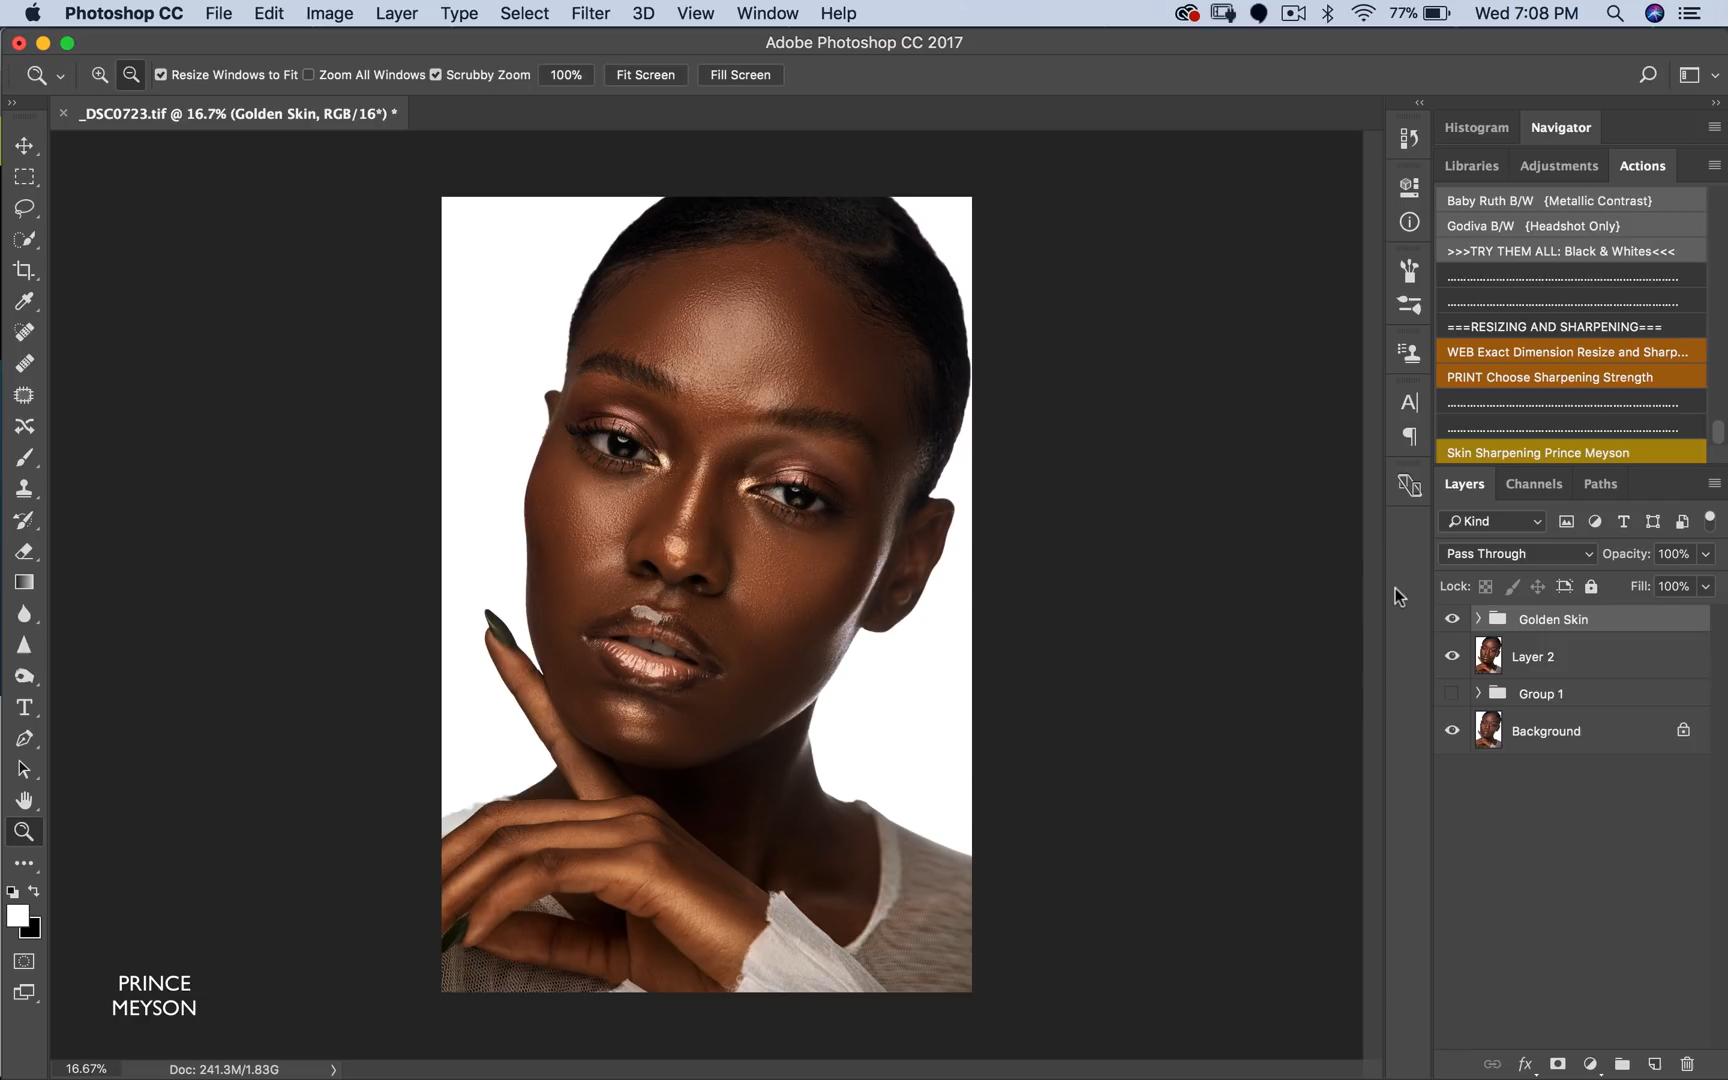 Photoshop CC File Edit Image Layer Type Select Filter 3D View Window Help 77% Wed 7:08 PM
Adobe Photoshop CC 2017
Resize Windows to Fit Zoom All Windows Scrubby Zoom 100% Fit Screen Fill Screen
_DSC0723.tif @ 16.7% (Golden Skin, RGB/16*) *
Histogram Navigator
Libraries Adjustments Actions
Baby Ruth B/W {Metallic Contrast}
Godiva B/W {Headshot Only}
>>>TRY THEM ALL: Black & Whites<<<
===RESIZING AND SHARPENING===
WEB Exact Dimension Resize and Sharp...
PRINT Choose Sharpening Strength
Skin Sharpening Prince Meyson
Layers Channels Paths
Kind
Pass Through Opacity: 100%
Lock: Fill: 100%
Golden Skin
Layer 2
Group 1
Background
PRINCE
MEYSON
16.67% Doc: 241.3M/1.83G